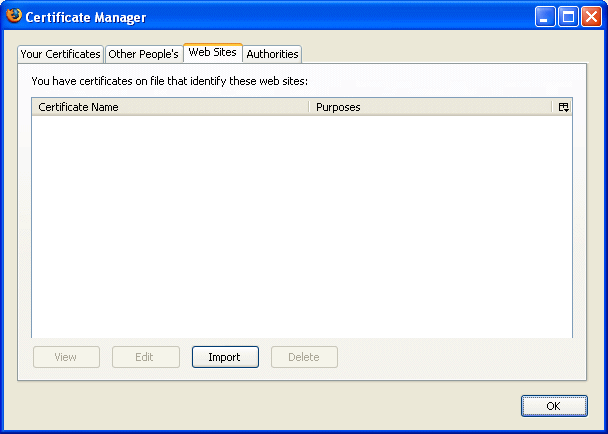 Certificate Manager
Your Certificates Other People's Web Sites Authorities
You have certificates on file that identify these web sites:
Certificate Name Purposes
View Edit Import Delete
OK